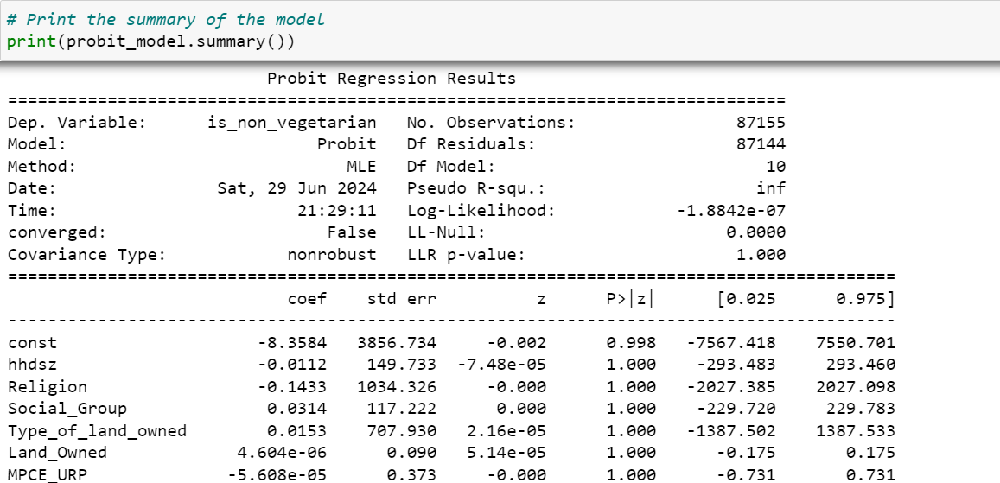 # Print the summary of the model
print(probit_model.summary())
Probit Regression Results
==============================================================================
Dep. Variable: is_non_vegetarian No. Observations: 87155
Model: Probit Df Residuals: 87144
Method: MLE Df Model: 10
Date: Sat, 29 Jun 2024 Pseudo R-squ.: inf
Time: 21:29:11 Log-Likelihood: -1.8842e-07
converged: False LL-Null: 0.0000
Covariance Type: nonrobust LLR p-value: 1.000
=========================================================================================
coef std err z P>|z| [0.025 0.975]
-----------------------------------------------------------------------------------------
const -8.3584 3856.734 -0.002 0.998 -7567.418 7550.701
hhdsz -0.0112 149.733 -7.48e-05 1.000 -293.483 293.460
Religion -0.1433 1034.326 -0.000 1.000 -2027.385 2027.098
Social_Group 0.0314 117.222 0.000 1.000 -229.720 229.783
Type_of_land_owned 0.0153 707.930 2.16e-05 1.000 -1387.502 1387.533
Land_Owned 4.604e-06 0.090 5.14e-05 1.000 -0.175 0.175
MPCE_URP -5.608e-05 0.373 -0.000 1.000 -0.731 0.731